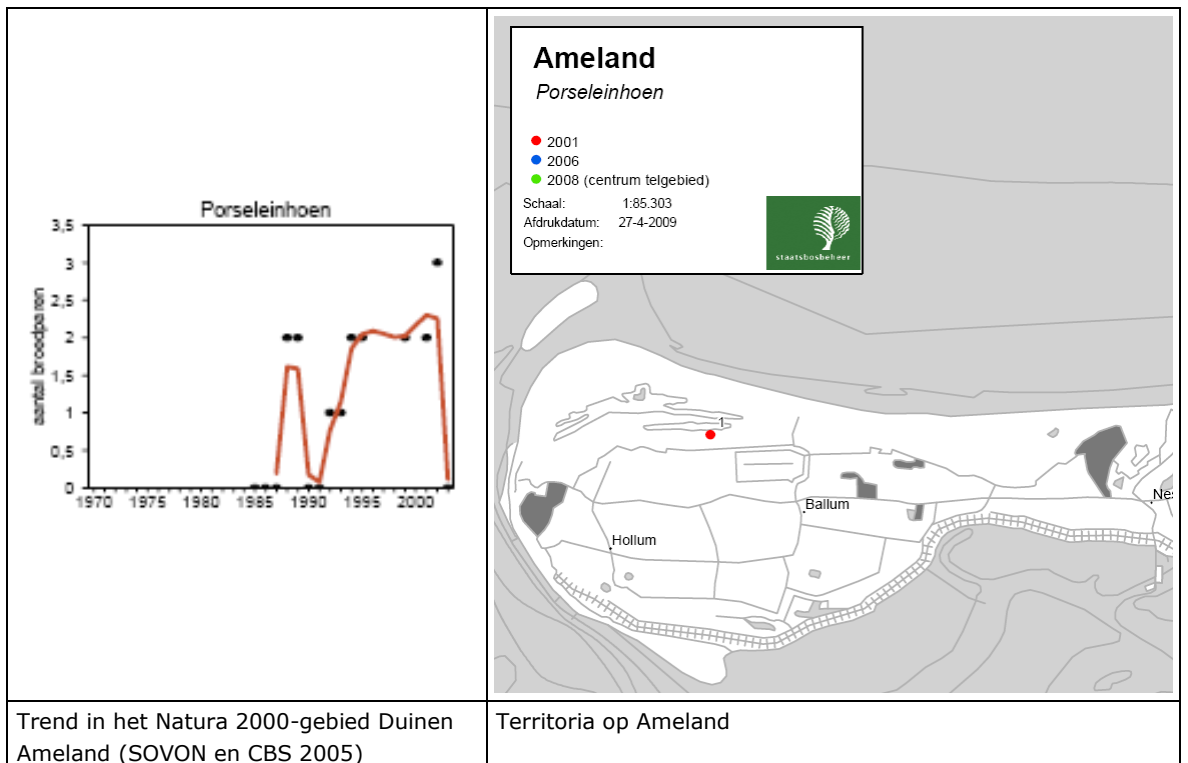 Porseleinhoen
3,5
3
2,5
2
1,5
1
0,5
0
aantal broedparen
1970 1975 1980 1985 1990 1995 2000
Trend in het Natura 2000-gebied Duinen
Ameland (SOVON en CBS 2005)
Ameland
Porseleinhoen
2001
2006
2008 (centrum telgebied)
Schaal: 1:85.303
Afdrukdatum: 27-4-2009
Opmerkingen:
staatsbosbeheer
1
Ballum
Nes
Hollum
Territoria op Ameland